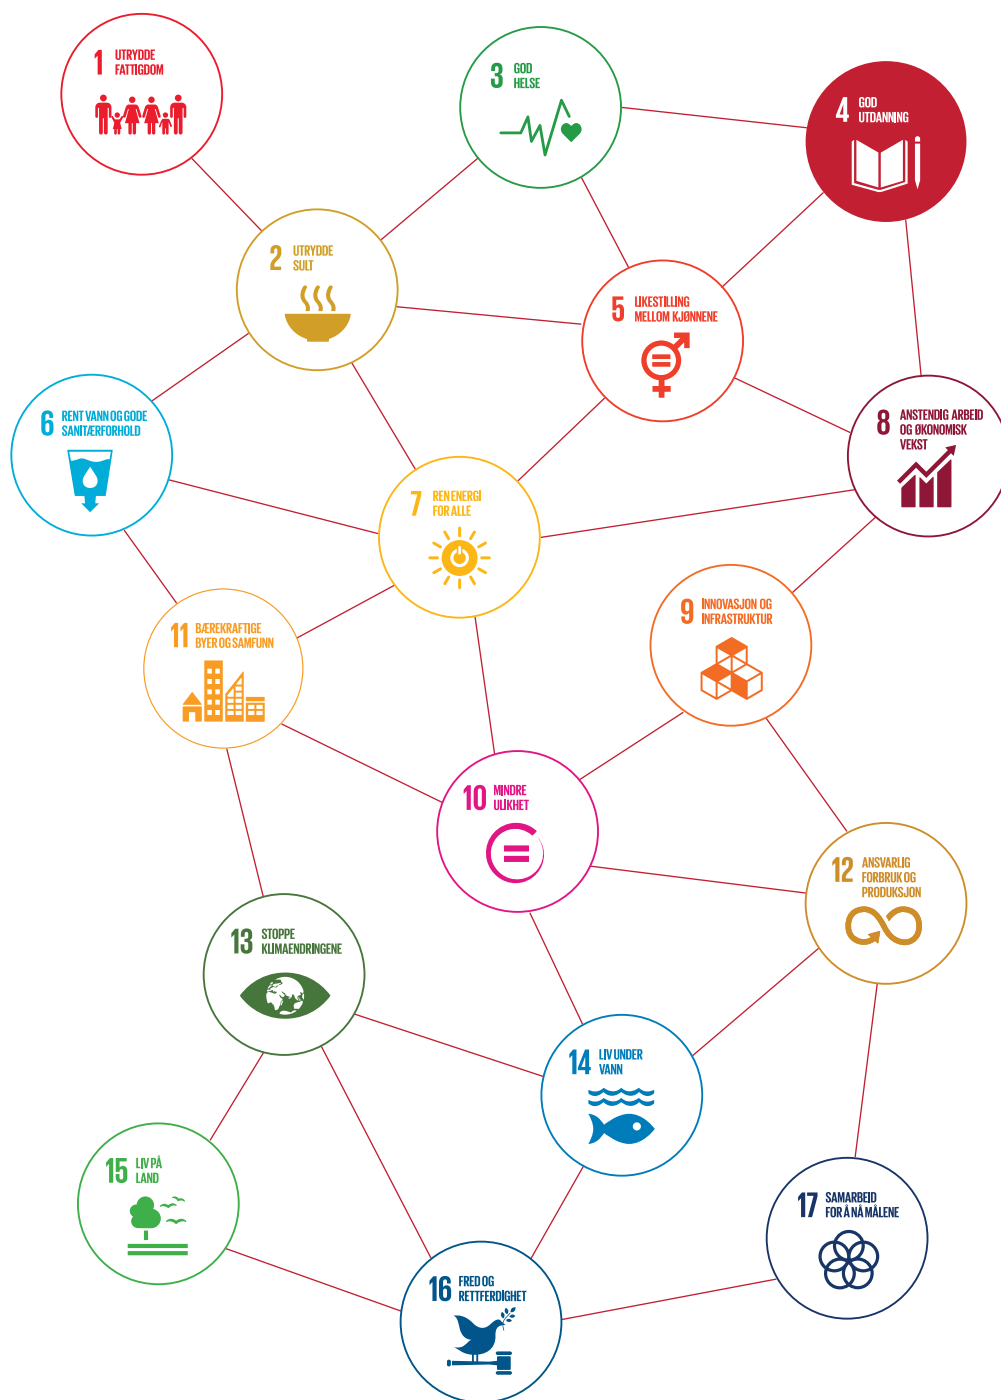 1 UTRYDDE
FATTIGDOM
3 GOD
HELSE
4 GOD
UTDANNING
2 UTRYDDE
SULT
5 LIKESTILLING
MELLOM KJØNNENE
6 RENT VANN OG GODE
SANITÆRFORHOLD
8 ANSTENDIG ARBEID
OG ØKONOMISK
VEKST
7 REN ENERGI
FOR ALLE
9 INNOVASJON OG
INFRASTRUKTUR
11 BÆREKRAFTIGE
BYER OG SAMFUNN
10 MINDRE
ULIKHET
12 ANSVARLIG
FORBRUK OG
PRODUKSJON
13 STOPPE
KLIMAENDRINGENE
14 LIV UNDER
VANN
15 LIV PÅ
LAND
17 SAMARBEID
FOR Å NÅ MÅLENE
16 FRED OG
RETTFERDIGHET